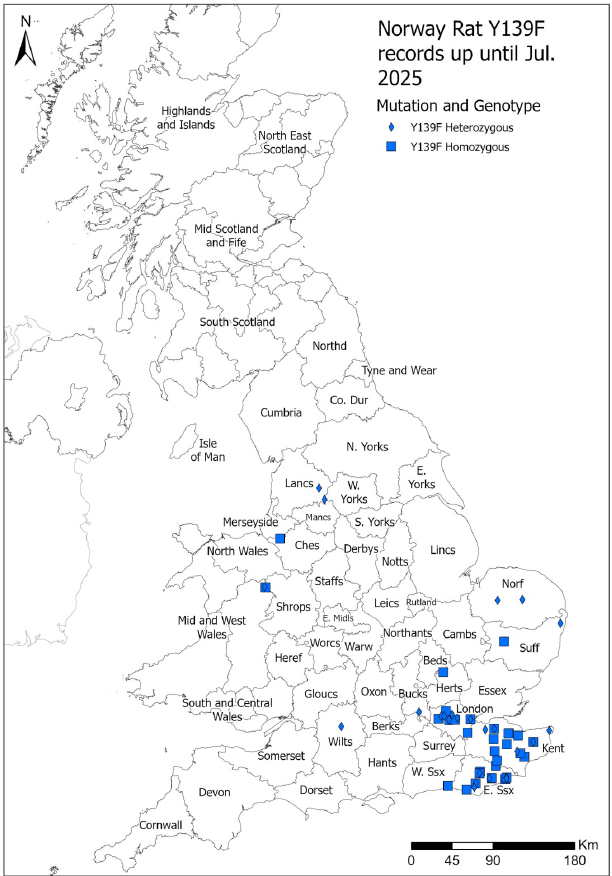 N
Norway Rat Y139F
records up until Jul.
2025
Mutation and Genotype
Y139F Heterozygous
Y139F Homozygous
Highlands
and Islands
North East
Scotland
Mid Scotland
and Fife
South Scotland
Northd
Tyne and Wear
Co. Dur
Cumbria
N. Yorks
Isle
of Man
E.
Yorks
Lancs
W.
Yorks
Mancs
Merseyside
S. Yorks
Ches
North Wales
Derbys
Lincs
Notts
Staffs
Norf
Shrops
Leics
Rutland
Mid and West
Wales
E. Midls
Northants
Cambs
Suff
Worcs
Warw
Heref
Beds
Herts
Essex
Gloucs
Oxon
Bucks
South and Central
Wales
London
Berks
Wilts
Surrey
Kent
Somerset
Hants
W. Ssx
E. Ssx
Devon
Dorset
Cornwall
Km
0 45 90 180